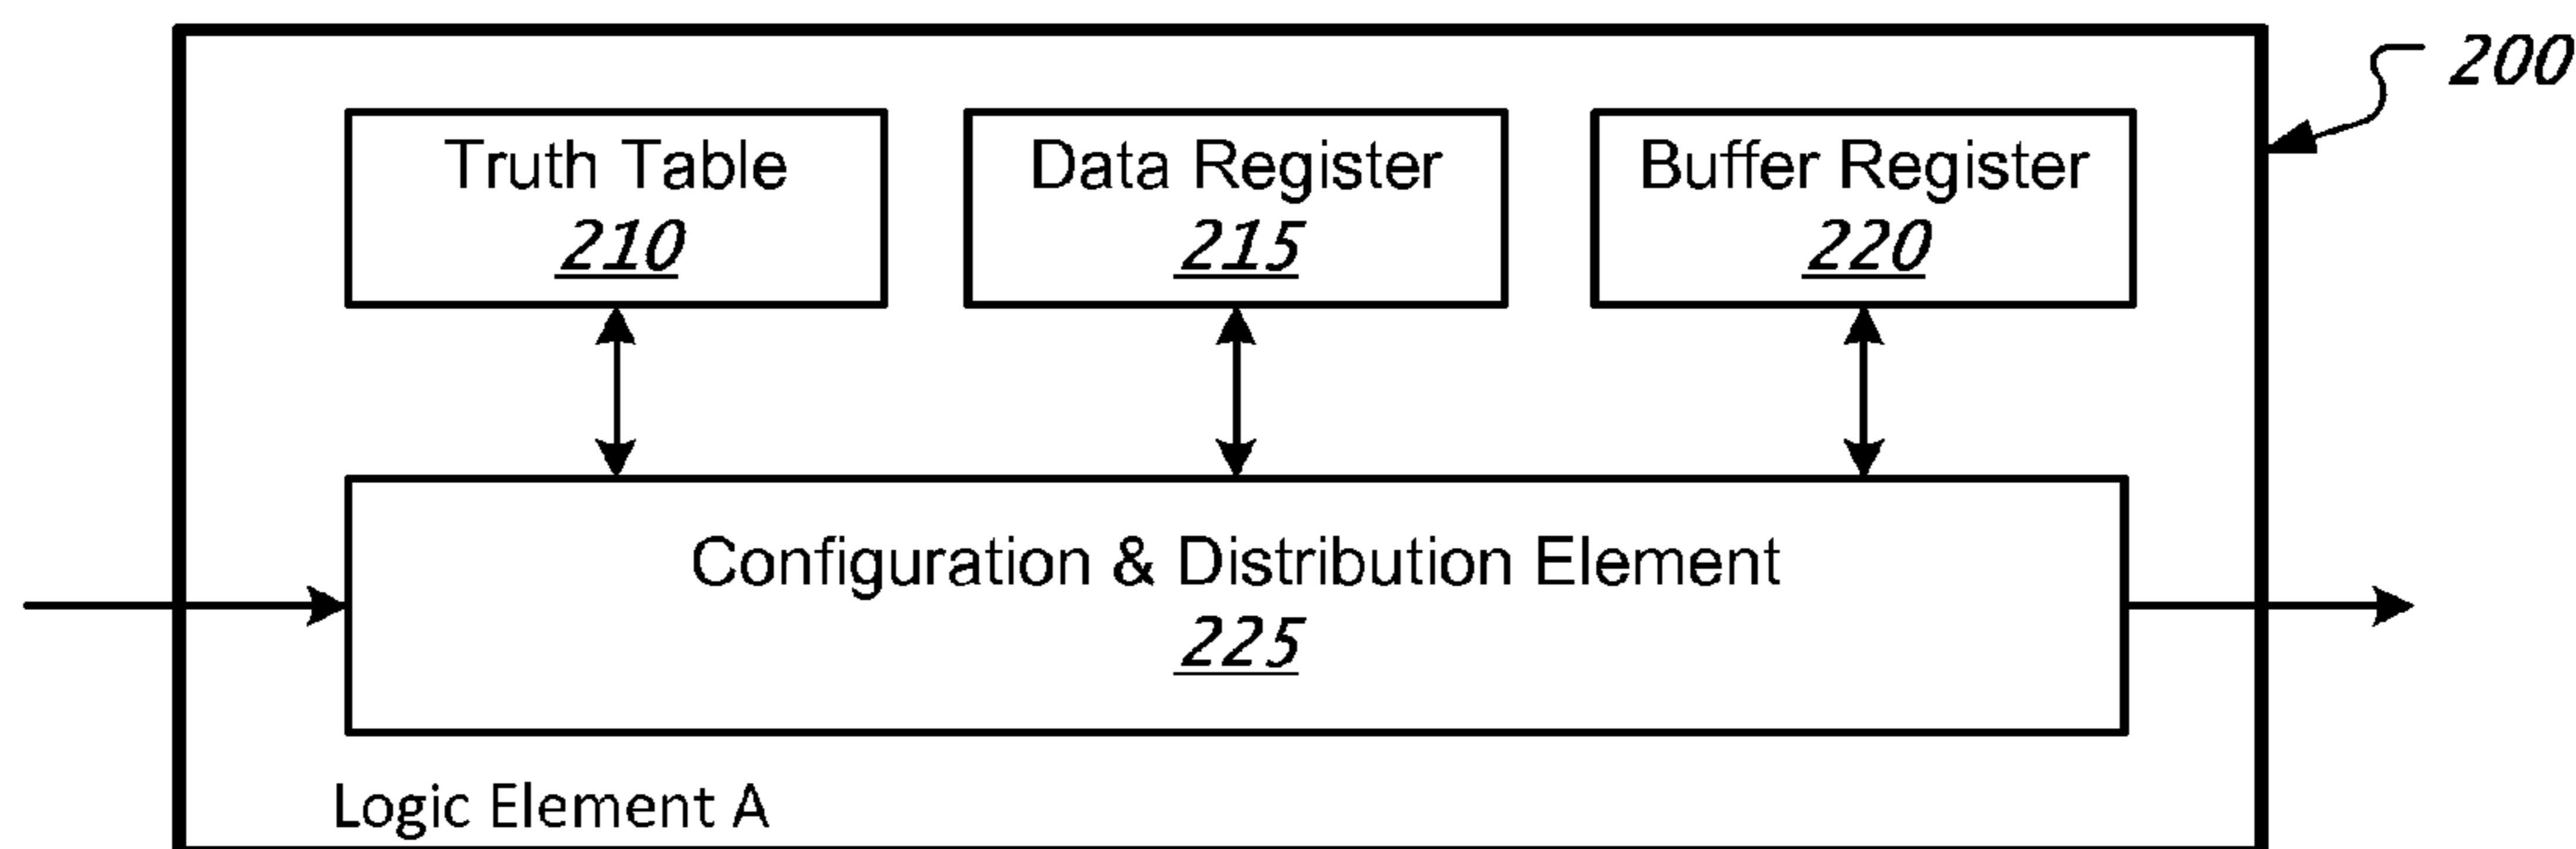 200
Truth Table
210
Data Register
215
Buffer Register
220
Configuration & Distribution Element
225
Logic Element A